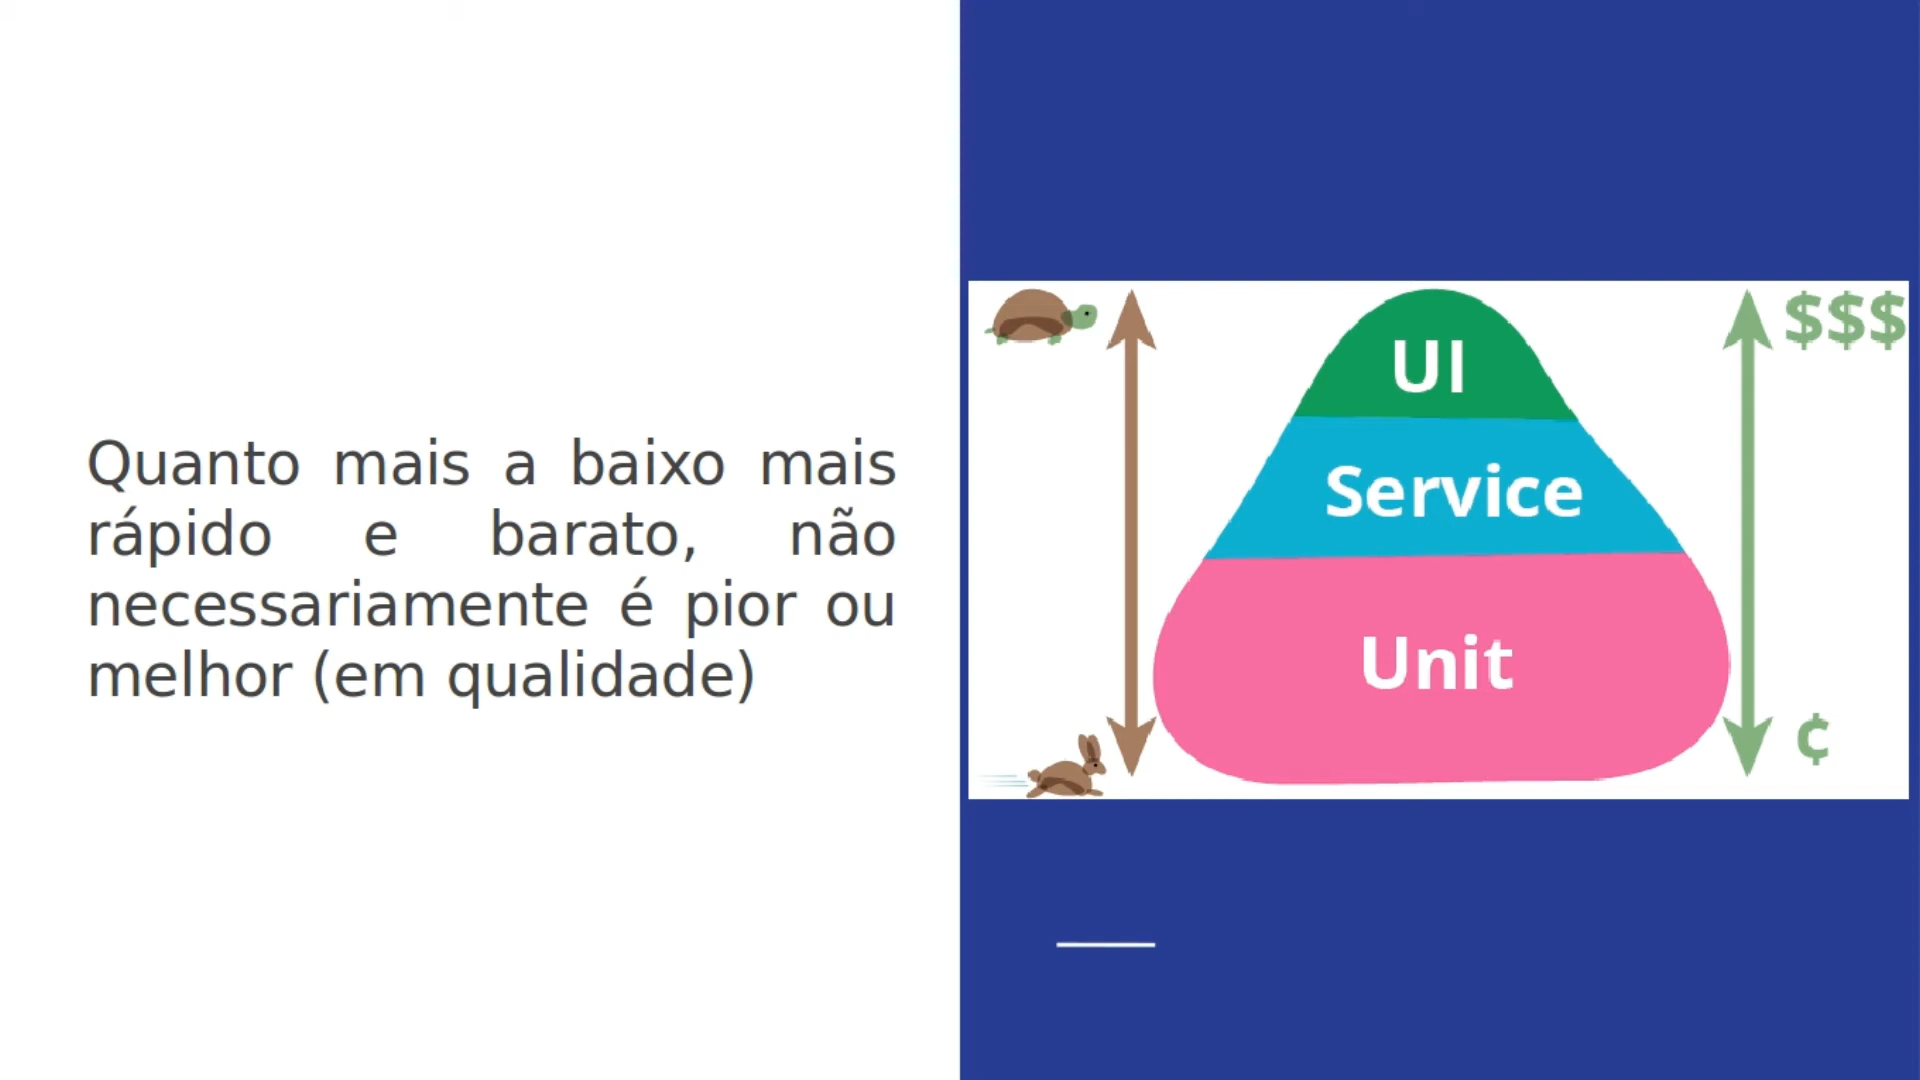 Quanto mais a baixo mais
rápido e barato, não
necessariamente é pior ou
melhor (em qualidade)
$$$
UI
Service
Unit
¢